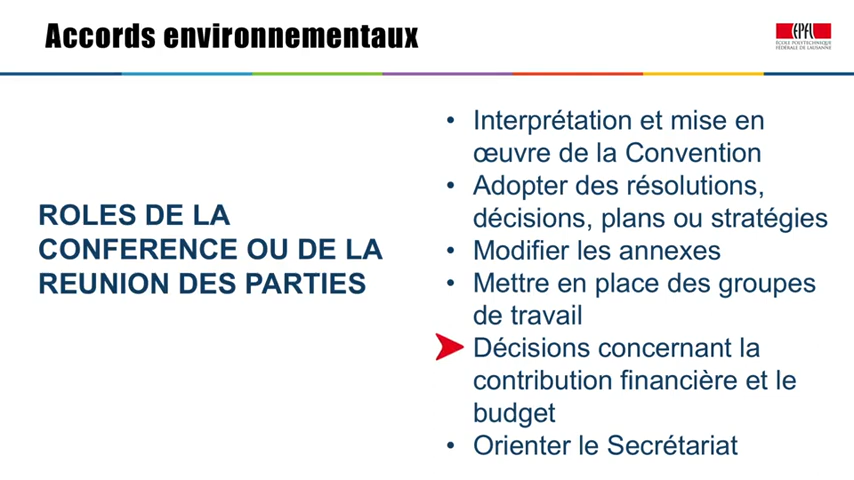 Accords environnementaux
EPFL
ÉCOLE POLYTECHNIQUE
FÉDÉRALE DE LAUSANNE
ROLES DE LA
CONFERENCE OU DE LA
REUNION DES PARTIES
• Interprétation et mise en
œuvre de la Convention
• Adopter des résolutions,
décisions, plans ou stratégies
• Modifier les annexes
• Mettre en place des groupes
de travail
Décisions concernant la
contribution financière et le
budget
• Orienter le Secrétariat